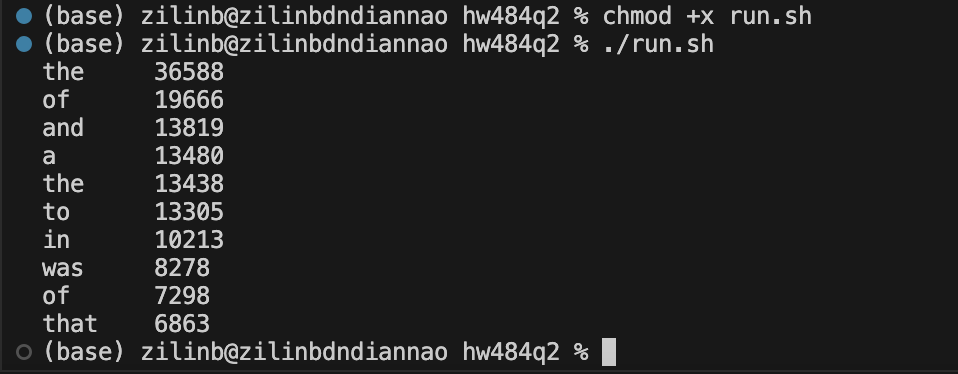 (base) zilinb@zilinbdndiannao hw484q2 % chmod +x run.sh
(base) zilinb@zilinbdndiannao hw484q2 % ./run.sh
the 36588
of 19666
and 13819
a 13480
the 13438
to 13305
in 10213
was 8278
of 7298
that 6863
(base) zilinb@zilinbdndiannao hw484q2 %